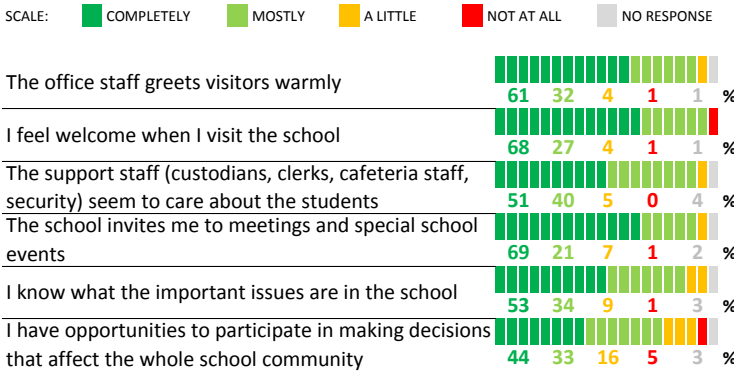 SCALE: COMPLETELY MOSTLY A LITTLE NOT AT ALL NO RESPONSE
The office staff greets visitors warmly
61 32 4 1 1 %
I feel welcome when I visit the school
68 27 4 1 1 %
The support staff (custodians, clerks, cafeteria staff,
security) seem to care about the students
51 40 5 0 4 %
The school invites me to meetings and special school
events
69 21 7 1 2 %
I know what the important issues are in the school
53 34 9 1 3 %
I have opportunities to participate in making decisions
that affect the whole school community
44 33 16 5 3 %